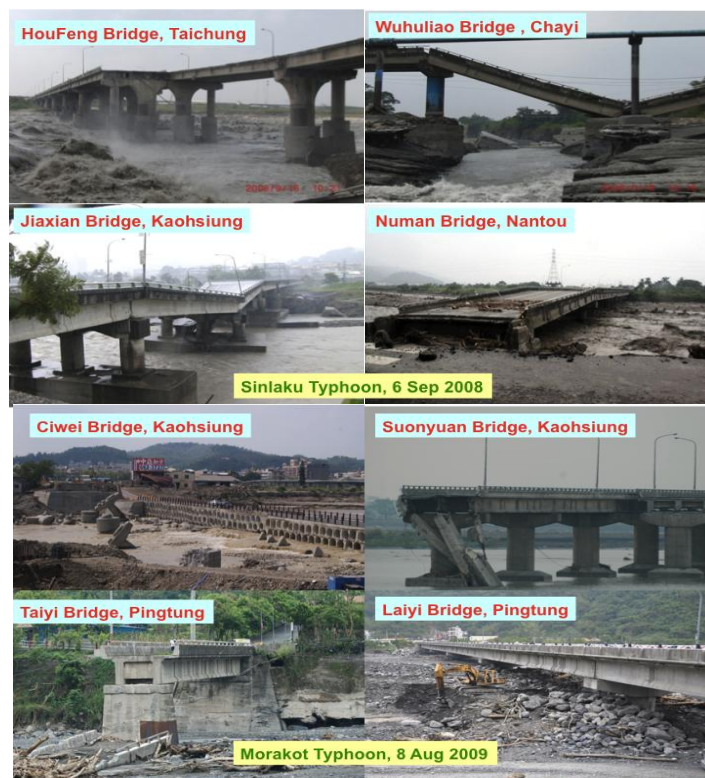 HouFeng Bridge, Taichung
Wuhuliao Bridge , Chayi
Jiaxian Bridge, Kaohsiung
Numan Bridge, Nantou
Sinlaku Typhoon, 6 Sep 2008
Ciwei Bridge, Kaohsiung
Suonyuan Bridge, Kaohsiung
Taiyi Bridge, Pingtung
Laiyi Bridge, Pingtung
Morakot Typhoon, 8 Aug 2009